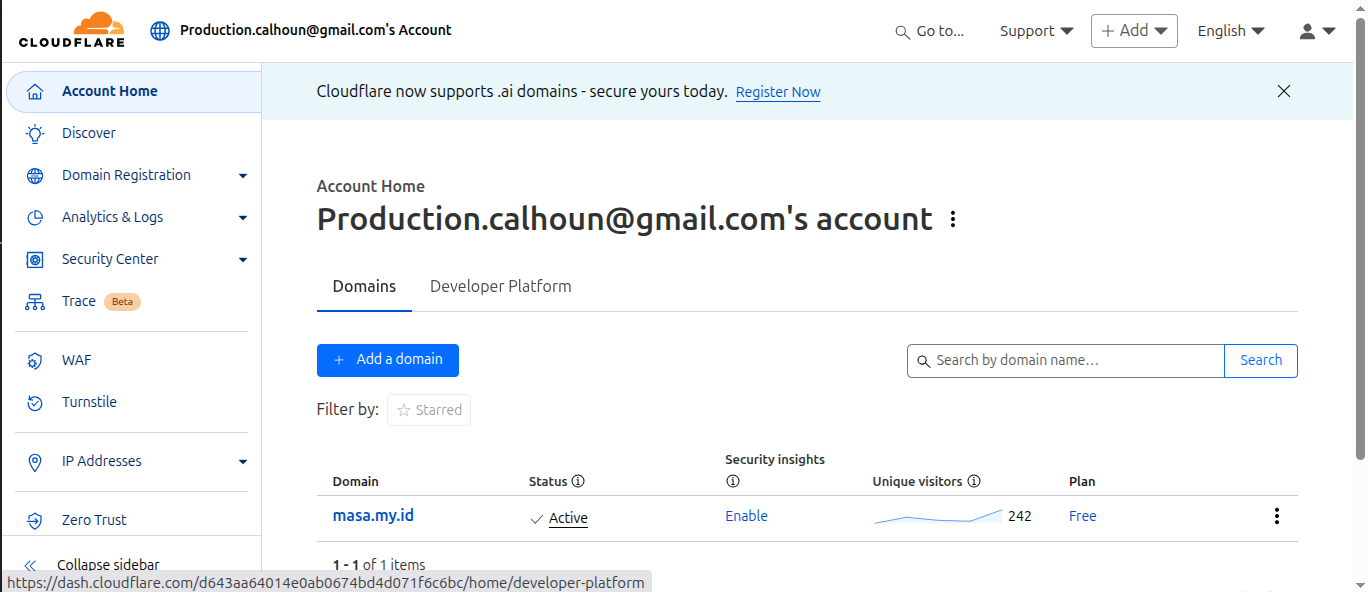 CLOUDFLARE
Production.calhoun@gmail.com's Account
Go to...
Support
Add
English
Account Home
Discover
Domain Registration
Analytics & Logs
Security Center
Trace Beta
WAF
Turnstile
IP Addresses
Zero Trust
Collapse sidebar
Cloudflare now supports .ai domains - secure yours today. Register Now
Account Home
Production.calhoun@gmail.com's account
Domains Developer Platform
+ Add a domain
Search by domain name... Search
Filter by: Starred
Domain Status Security insights Unique visitors Plan
masa.my.id Active Enable 242 Free
1 - 1 of 1 items
https://dash.cloudflare.com/d643aa64014e0ab0674bd4d071f6c6bc/home/developer-platform